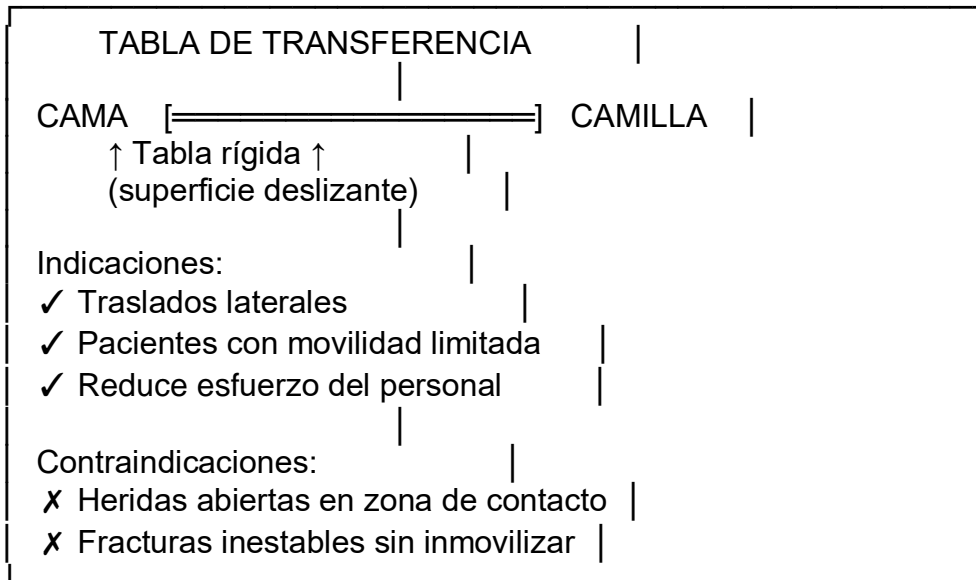 TABLA DE TRANSFERENCIA
CAMA [════════════════] CAMILLA
↑ Tabla rígida ↑
(superficie deslizante)
Indicaciones:
✓ Traslados laterales
✓ Pacientes con movilidad limitada
✓ Reduce esfuerzo del personal
Contraindicaciones:
✗ Heridas abiertas en zona de contacto
✗ Fracturas inestables sin inmovilizar